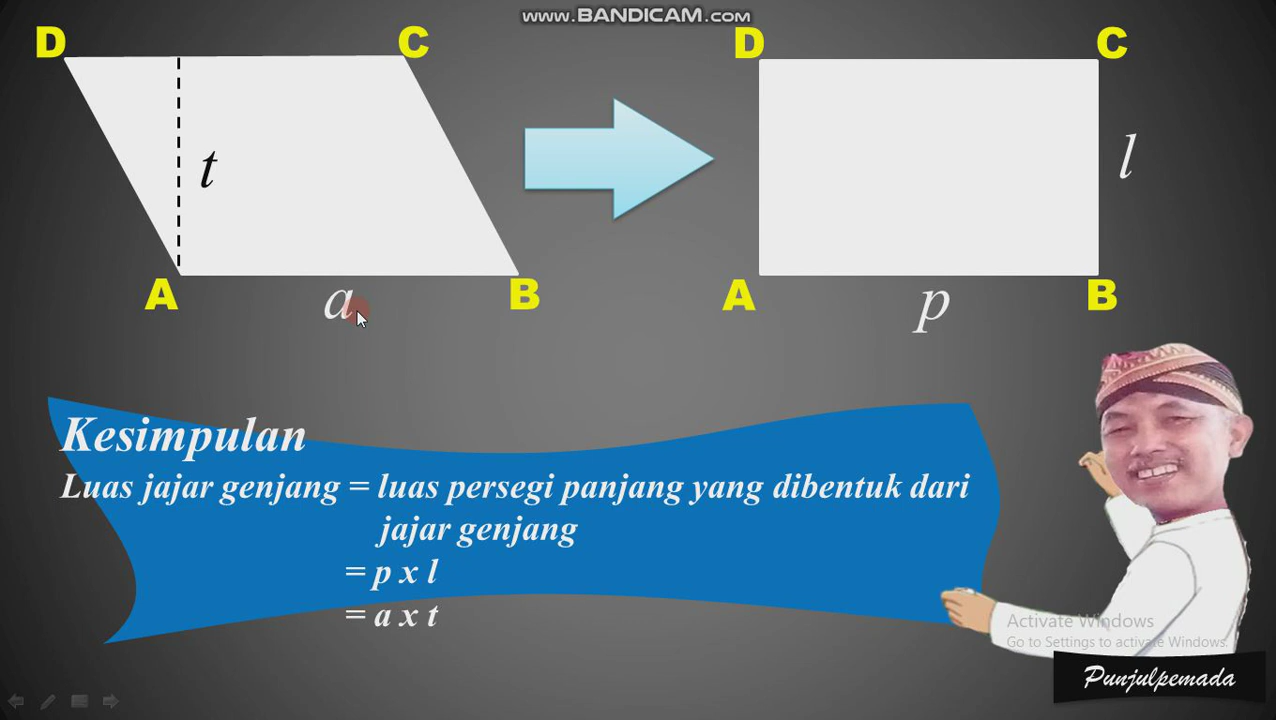 www.BANDICAM.com
D C D C
t l
A B A B
a p
Kesimpulan
Luas jajar genjang = luas persegi panjang yang dibentuk dari
jajar genjang
= p x l
= a x t
Activate Windows
Go to Settings to activate Windows.
Punjulpemada